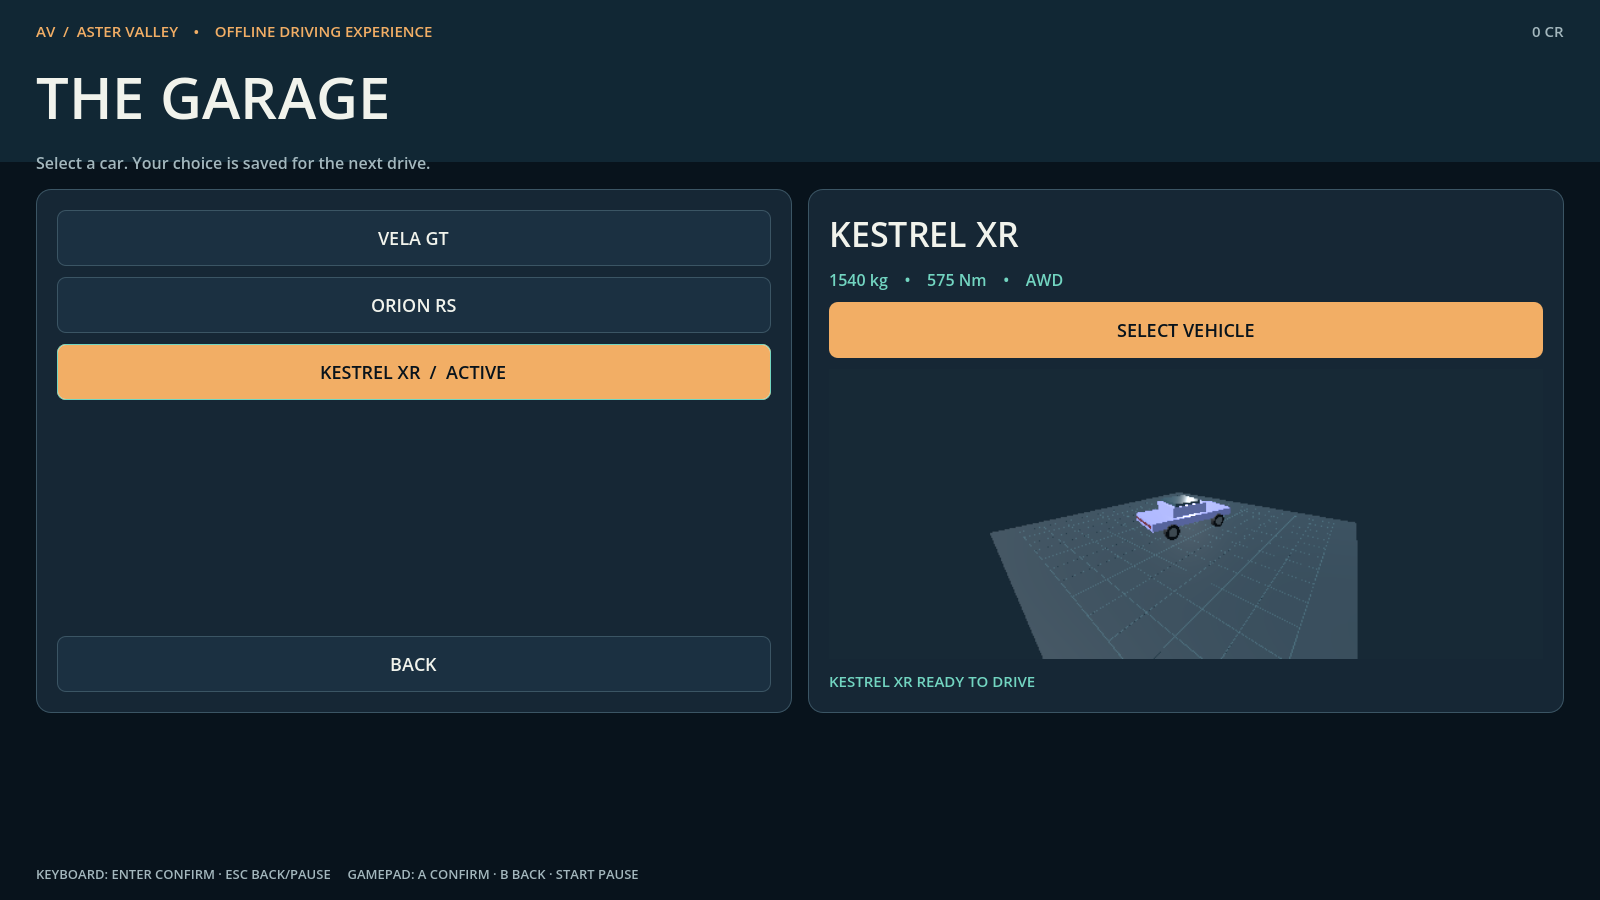 AV / ASTER VALLEY • OFFLINE DRIVING EXPERIENCE
0 CR
THE GARAGE
Select a car. Your choice is saved for the next drive.
VELA GT
ORION RS
KESTREL XR / ACTIVE
BACK
KESTREL XR
1540 kg • 575 Nm • AWD
SELECT VEHICLE
KESTREL XR READY TO DRIVE
KEYBOARD: ENTER CONFIRM · ESC BACK/PAUSE GAMEPAD: A CONFIRM · B BACK · START PAUSE